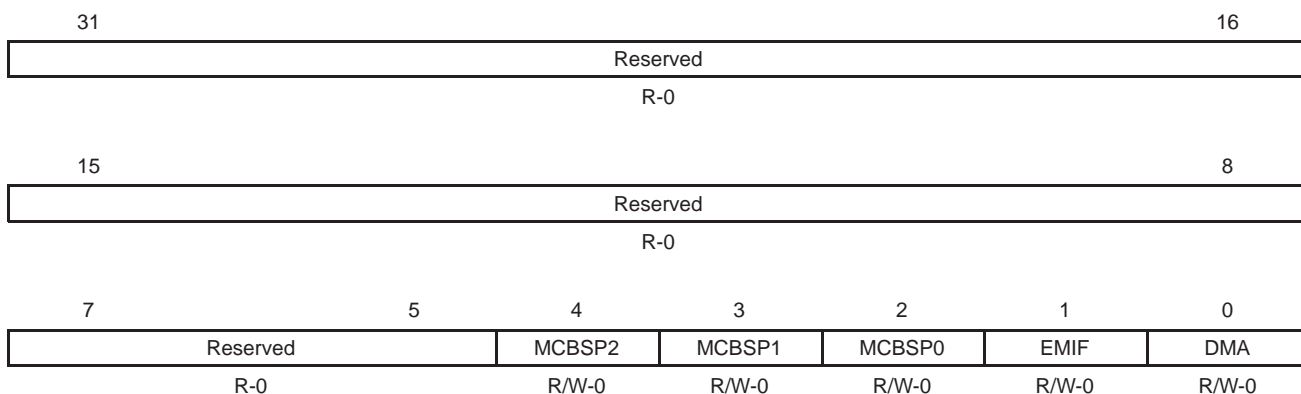 31 16
Reserved
R-0
15 8
Reserved
R-0
7 5 4 3 2 1 0
Reserved MCBSP2 MCBSP1 MCBSP0 EMIF DMA
R-0 R/W-0 R/W-0 R/W-0 R/W-0 R/W-0